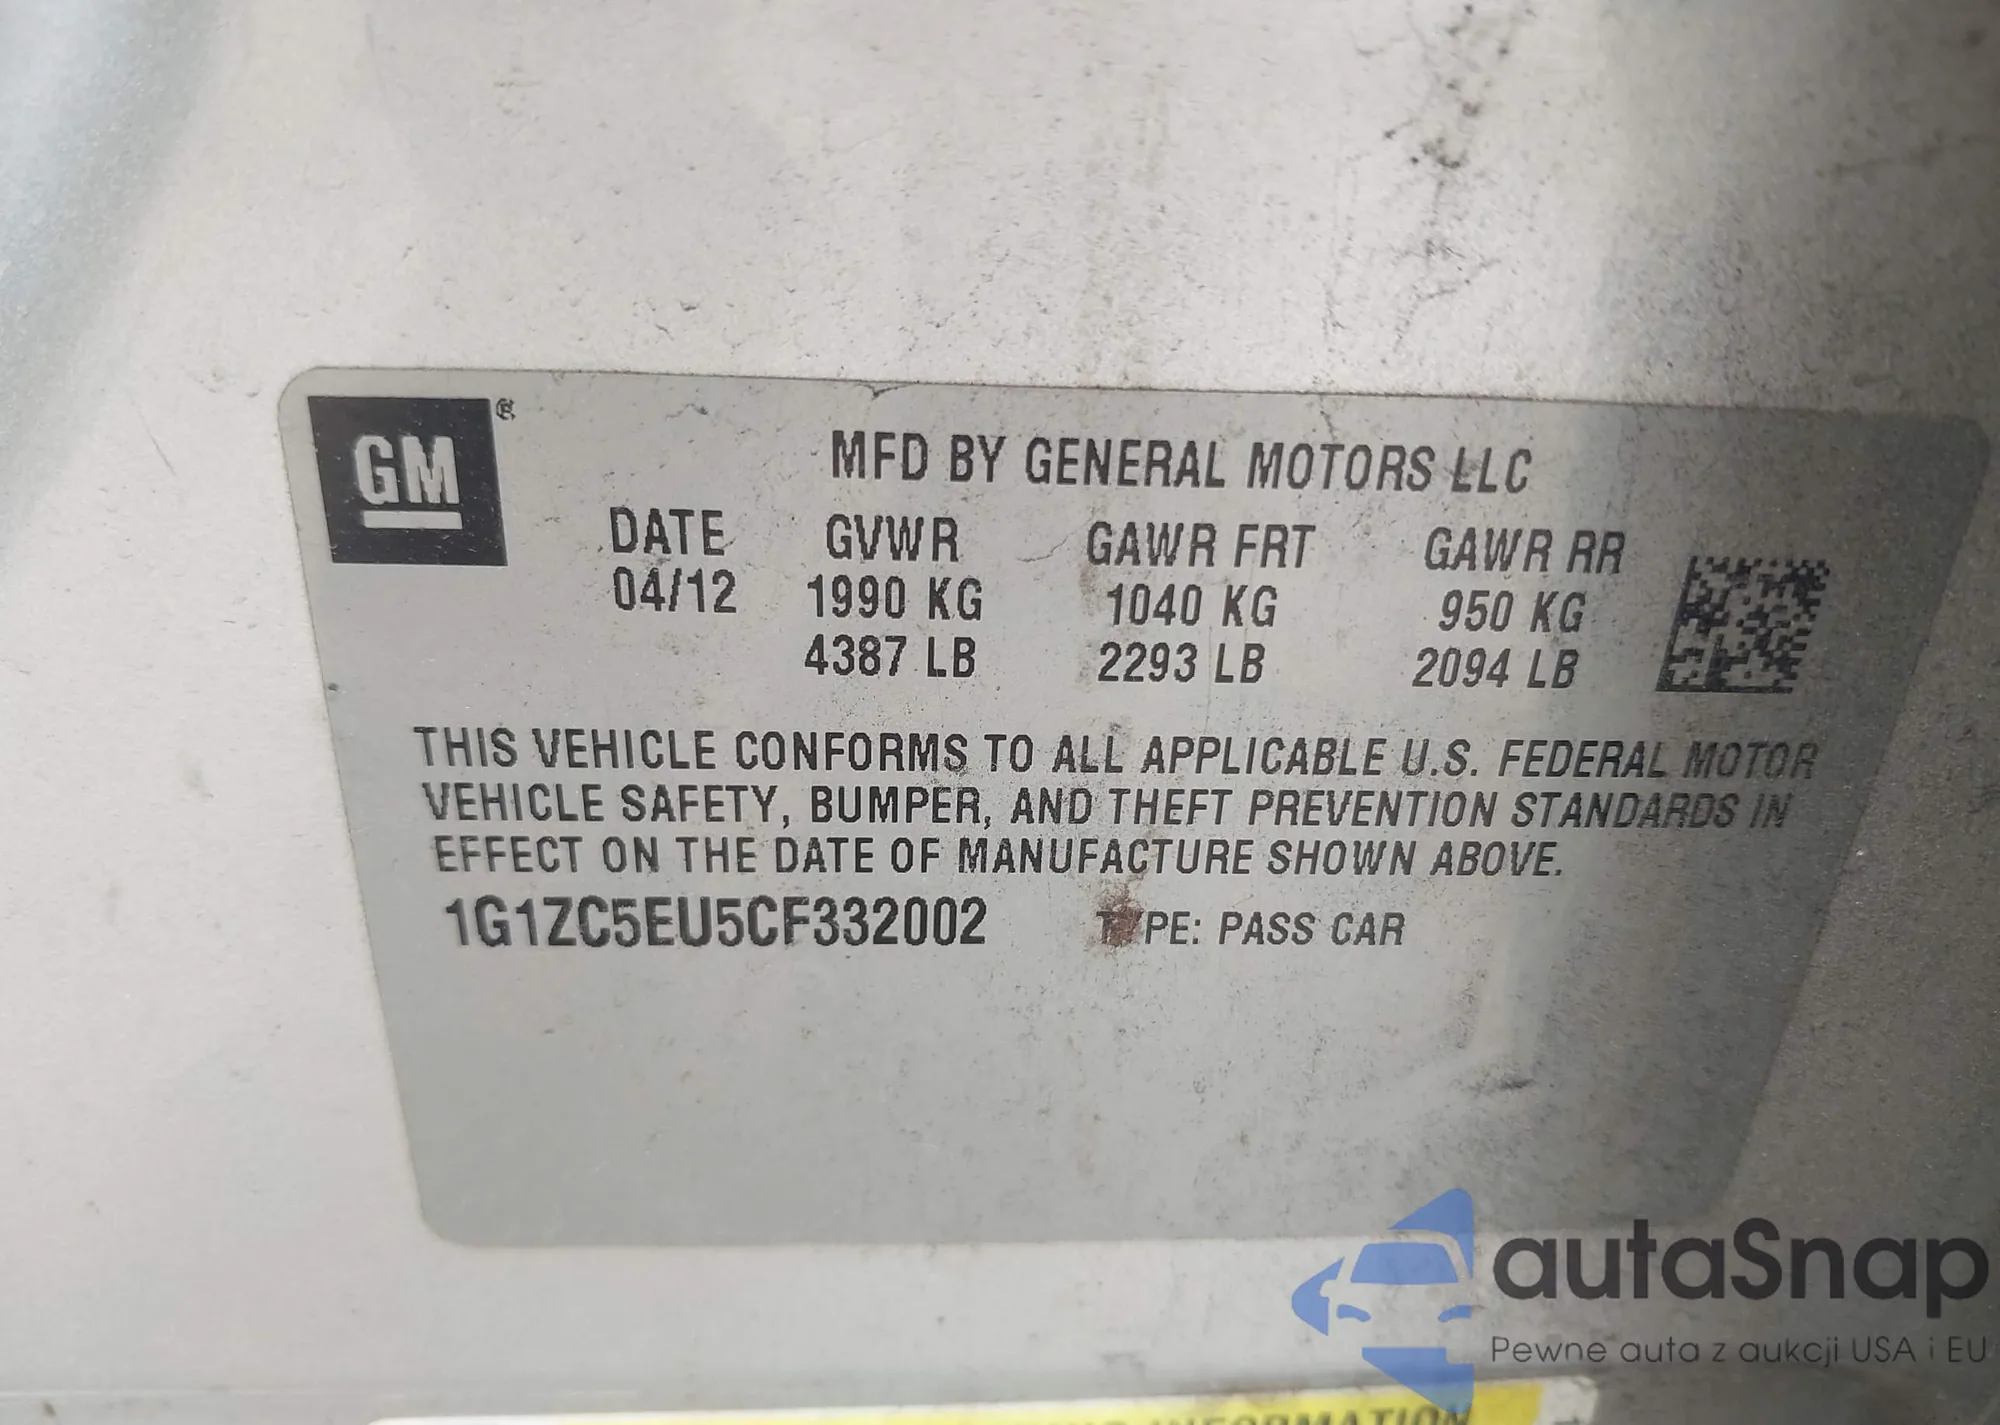 GM ®
MFD BY GENERAL MOTORS LLC
DATE GVWR GAWR FRT GAWR RR
04/12 1990 KG 1040 KG 950 KG
4387 LB 2293 LB 2094 LB
THIS VEHICLE CONFORMS TO ALL APPLICABLE U.S. FEDERAL MOTOR
VEHICLE SAFETY, BUMPER, AND THEFT PREVENTION STANDARDS IN
EFFECT ON THE DATE OF MANUFACTURE SHOWN ABOVE.
1G1ZC5EU5CF332002 TYPE: PASS CAR
autaSnap
Pewne auta z aukcji USA i EU
INFORMATION